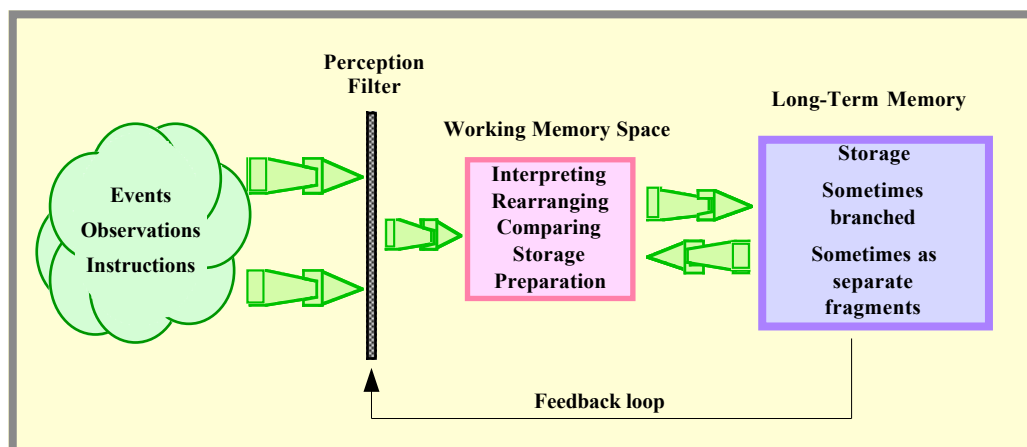 Perception
Filter
Long-Term Memory
Working Memory Space
Events
Observations
Instructions
Interpreting
Rearranging
Comparing
Storage
Preparation
Storage
Sometimes
branched
Sometimes as
separate
fragments
Feedback loop